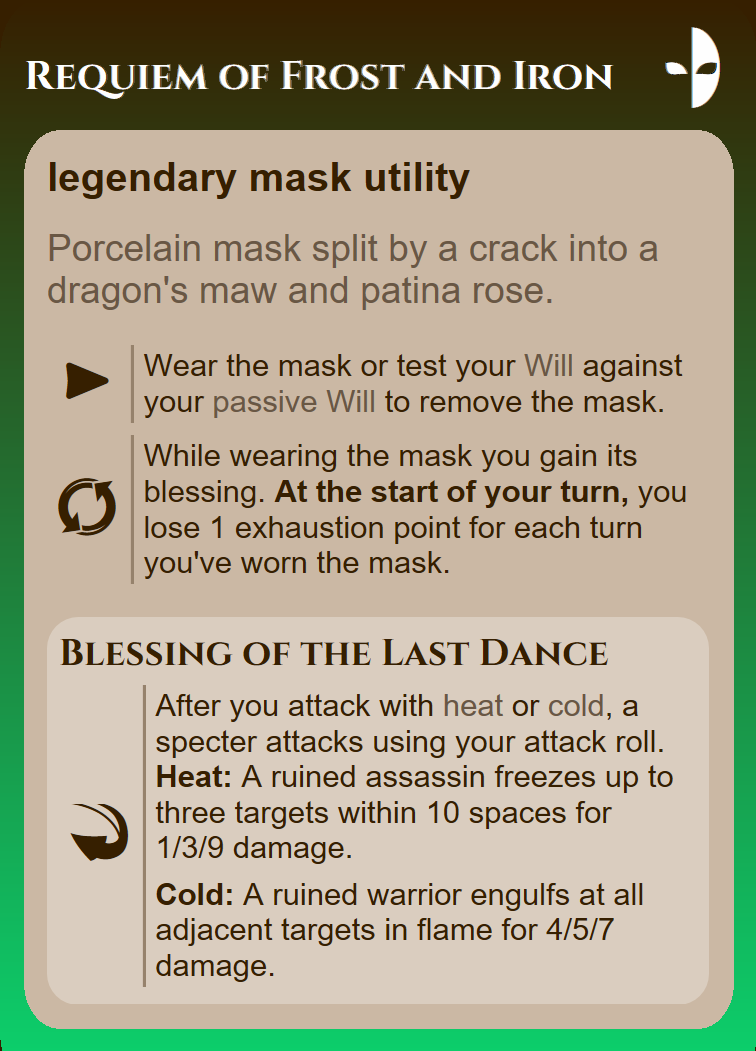 Requiem of Frost and Iron
legendary mask utility
Porcelain mask split by a crack into a
dragon's maw and patina rose.
Wear the mask or test your Will against
your passive Will to remove the mask.
While wearing the mask you gain its
blessing. At the start of your turn, you
lose 1 exhaustion point for each turn
you've worn the mask.
Blessing of the Last Dance
After you attack with heat or cold, a
specter attacks using your attack roll.
Heat: A ruined assassin freezes up to
three targets within 10 spaces for
1/3/9 damage.
Cold: A ruined warrior engulfs at all
adjacent targets in flame for 4/5/7
damage.